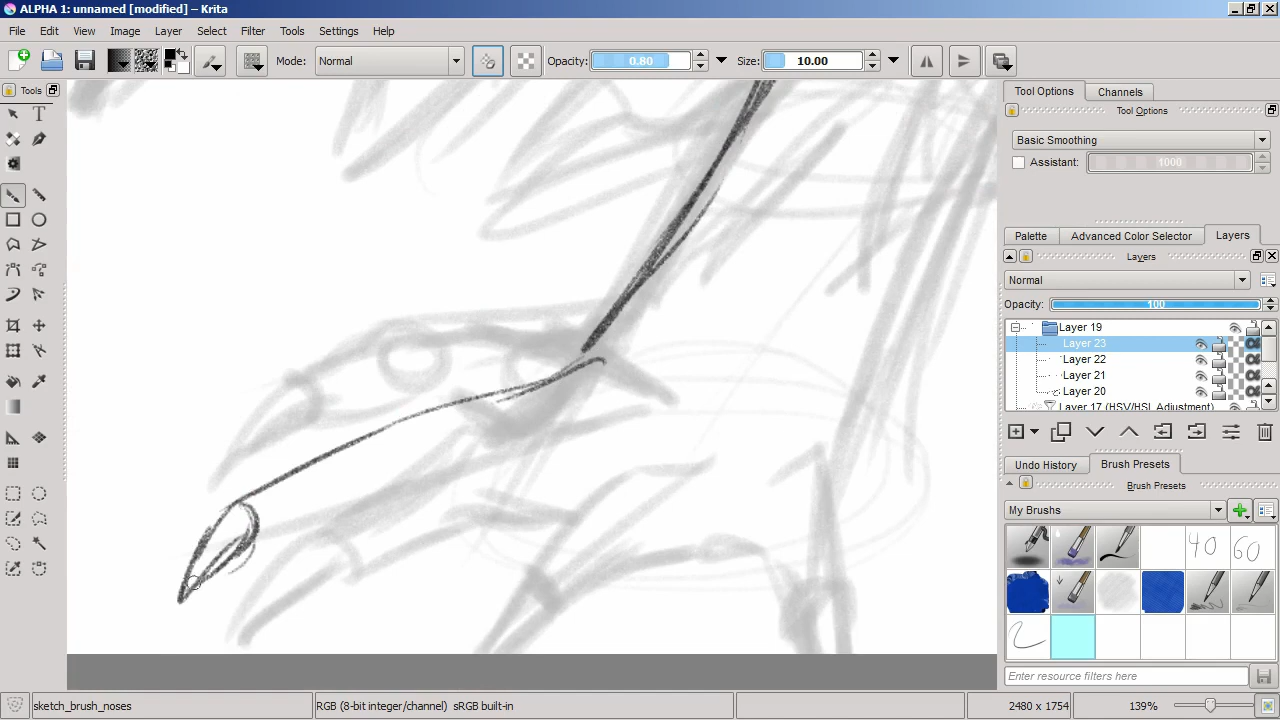 ALPHA 1: unnamed [modified] – Krita
File Edit View Image Layer Select Filter Tools Settings Help
Mode: Normal Opacity: 0.80 Size: 10.00
Tools
Tool Options Channels
Tool Options
Basic Smoothing
Assistant: 1000
Palette Advanced Color Selector Layers
Layers
Normal
Opacity: 100
Layer 19
Layer 23
Layer 22
Layer 21
Layer 20
Layer 17 (HSV/HSL Adjustment)
Undo History Brush Presets
Brush Presets
My Brushes
40 60
Enter resource filters here
sketch_brush_noses RGB (8-bit integer/channel) sRGB built-in 2480 x 1754 139%